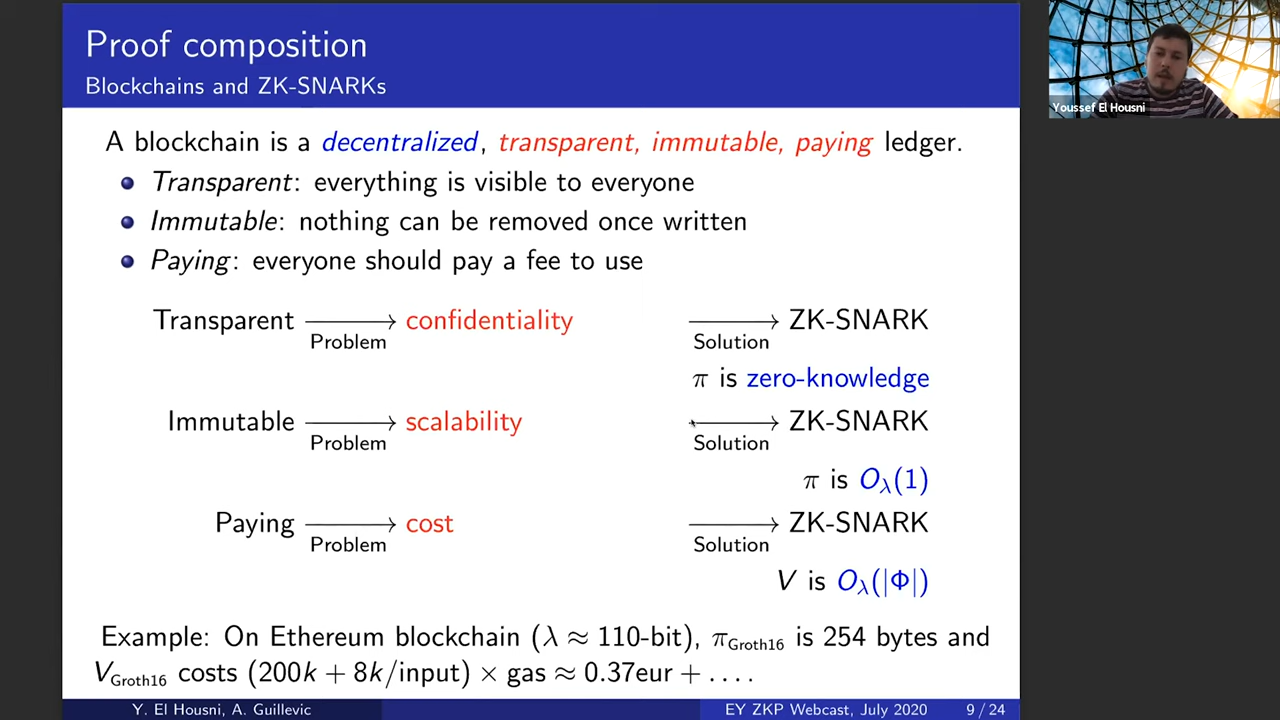 Proof composition
Blockchains and ZK-SNARKs
Youssef El Housni
A blockchain is a decentralized, transparent, immutable, paying ledger.
Transparent: everything is visible to everyone
Immutable: nothing can be removed once written
Paying: everyone should pay a fee to use
Transparent → confidentiality → ZK-SNARK
Problem Solution
π is zero-knowledge
Immutable → scalability → ZK-SNARK
Problem Solution
π is Oλ(1)
Paying → cost → ZK-SNARK
Problem Solution
V is Oλ(|Φ|)
Example: On Ethereum blockchain (λ ≈ 110-bit), πGroth16 is 254 bytes and
VGroth16 costs (200k + 8k/input) × gas ≈ 0.37eur + ....
Y. El Housni, A. Guillevic EY ZKP Webcast, July 2020 9 / 24